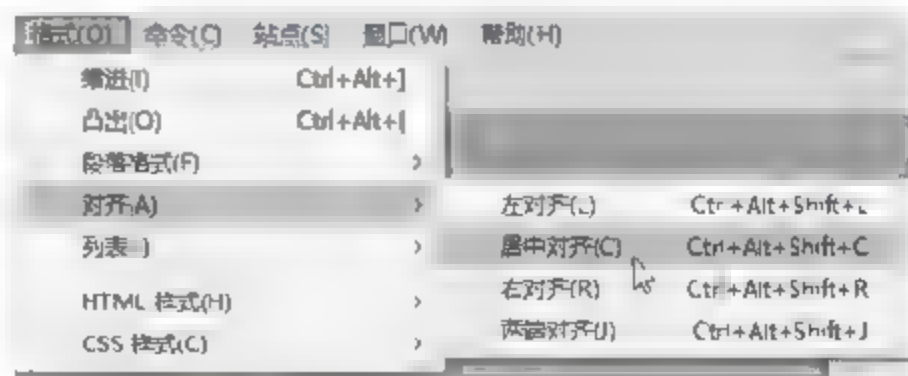 格式(O) 命令(C) 站点(S) 窗口(W) 帮助(H)
缩进(I) Ctrl+Alt+]
凸出(O) Ctrl+Alt+[
段落格式(F)
对齐(A)
列表(I)
HTML 样式(H)
CSS 样式(C)
左对齐(L) Ctrl+Alt+Shift+L
居中对齐(C) Ctrl+Alt+Shift+C
右对齐(R) Ctrl+Alt+Shift+R
两端对齐(J) Ctrl+Alt+Shift+J